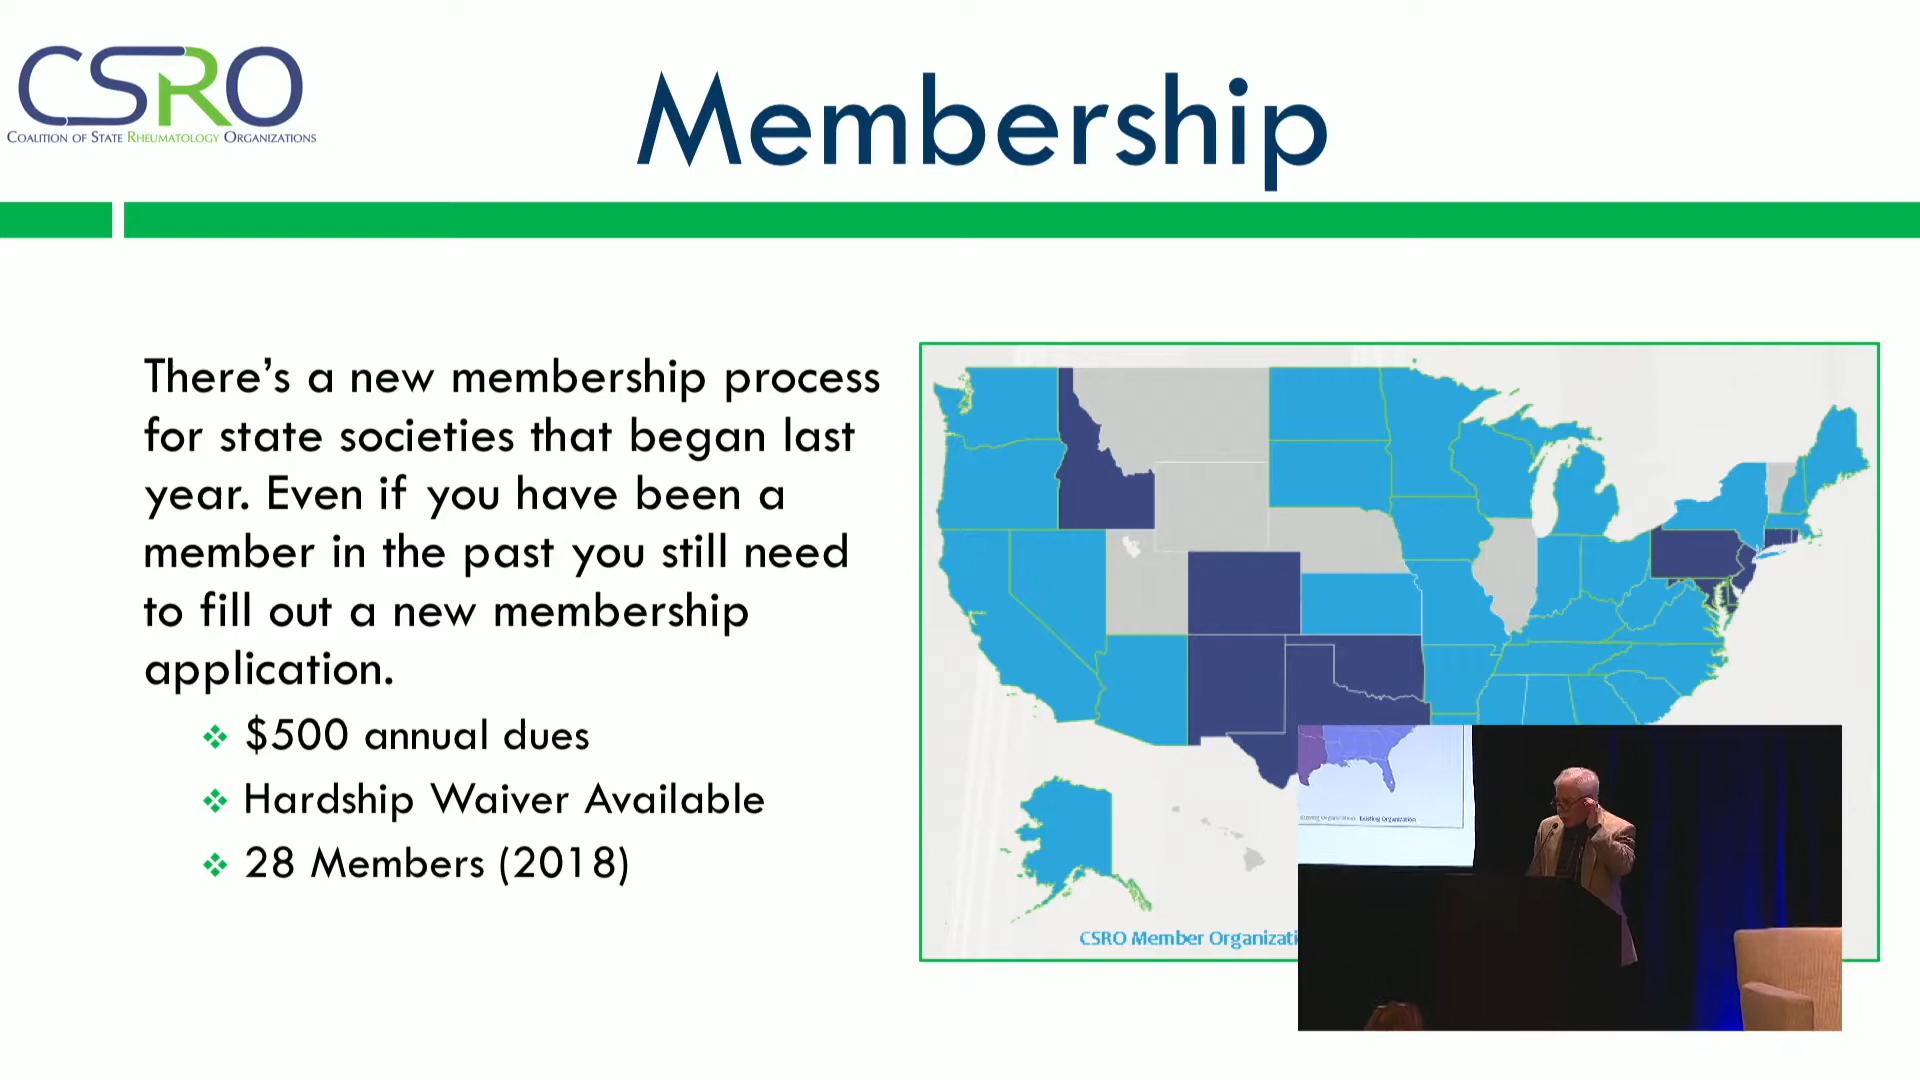 CSRO
COALITION OF STATE RHEUMATOLOGY ORGANIZATIONS
Membership
There's a new membership process
for state societies that began last
year. Even if you have been a
member in the past you still need
to fill out a new membership
application.
$500 annual dues
Hardship Waiver Available
28 Members (2018)
CSRO Member Organizati
Existing Organization